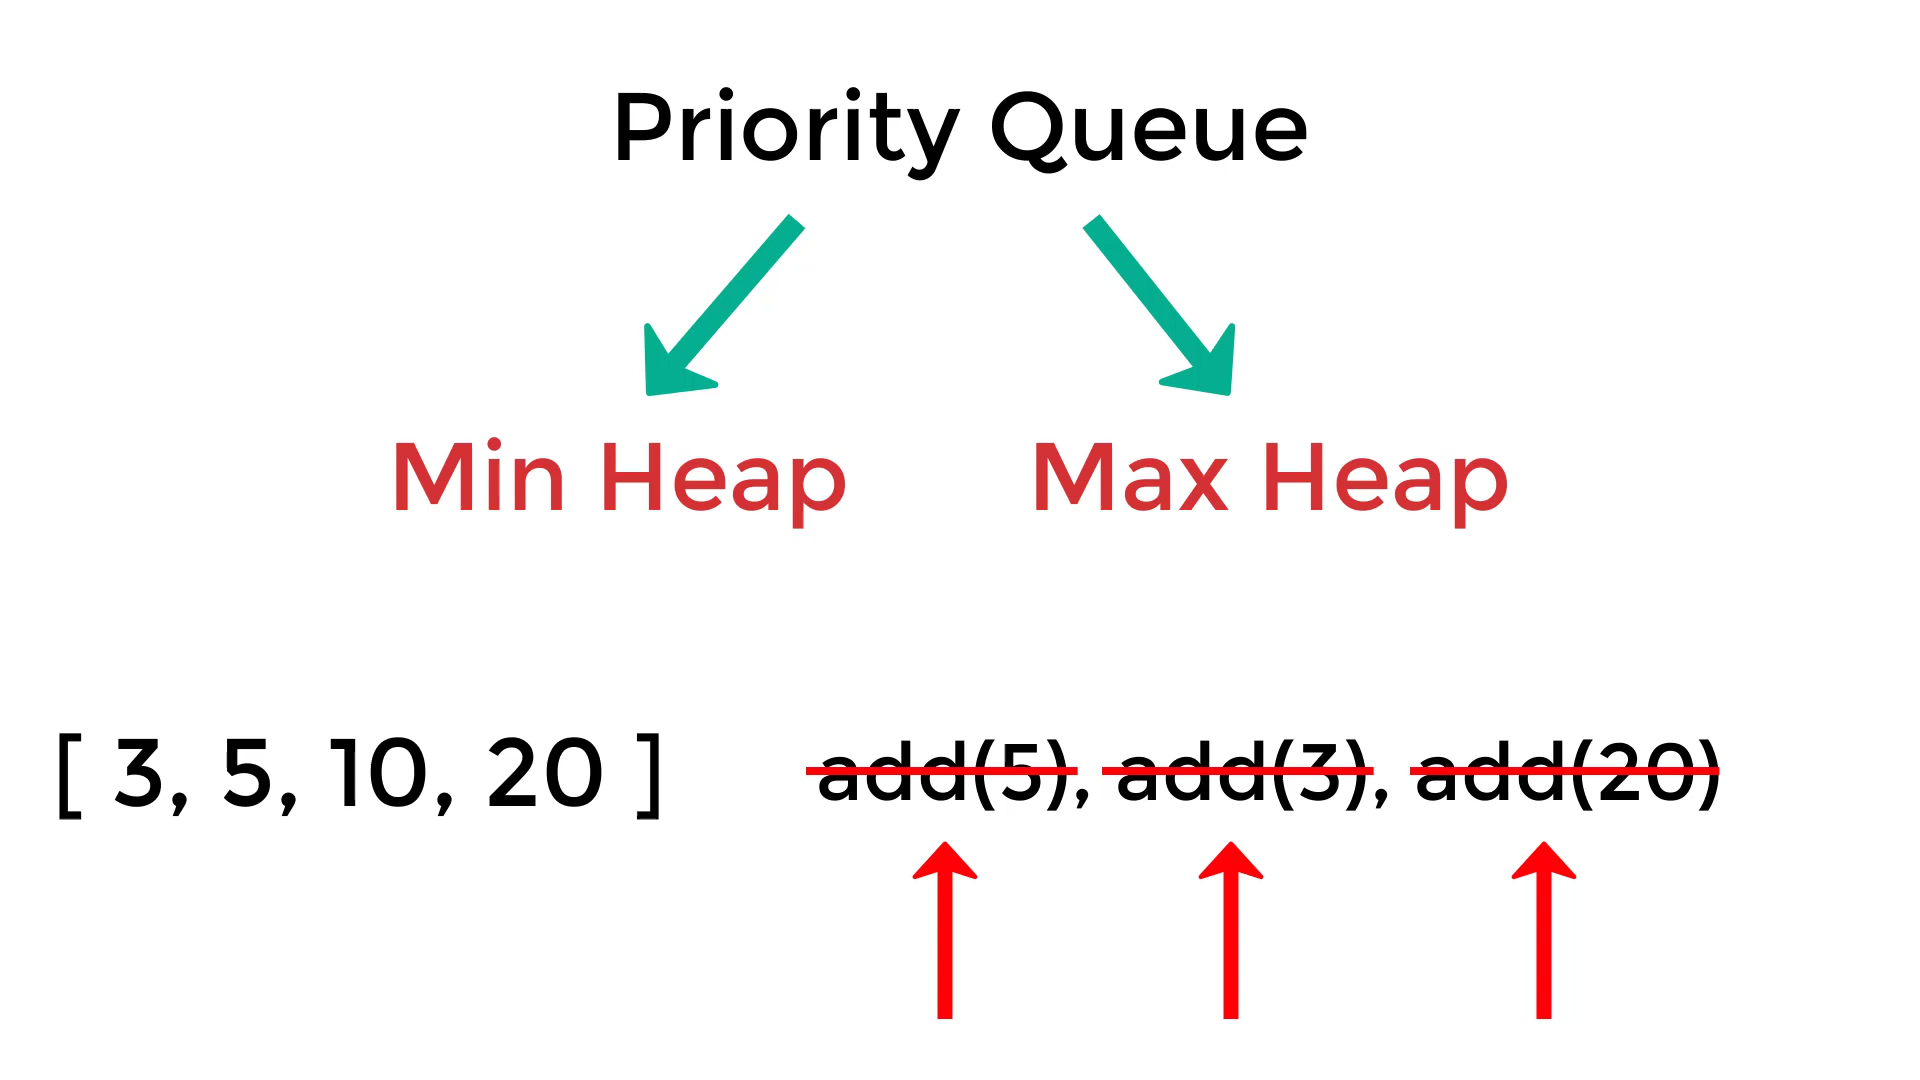 Priority Queue
Min Heap Max Heap
[ 3, 5, 10, 20 ] add(5), add(3), add(20)